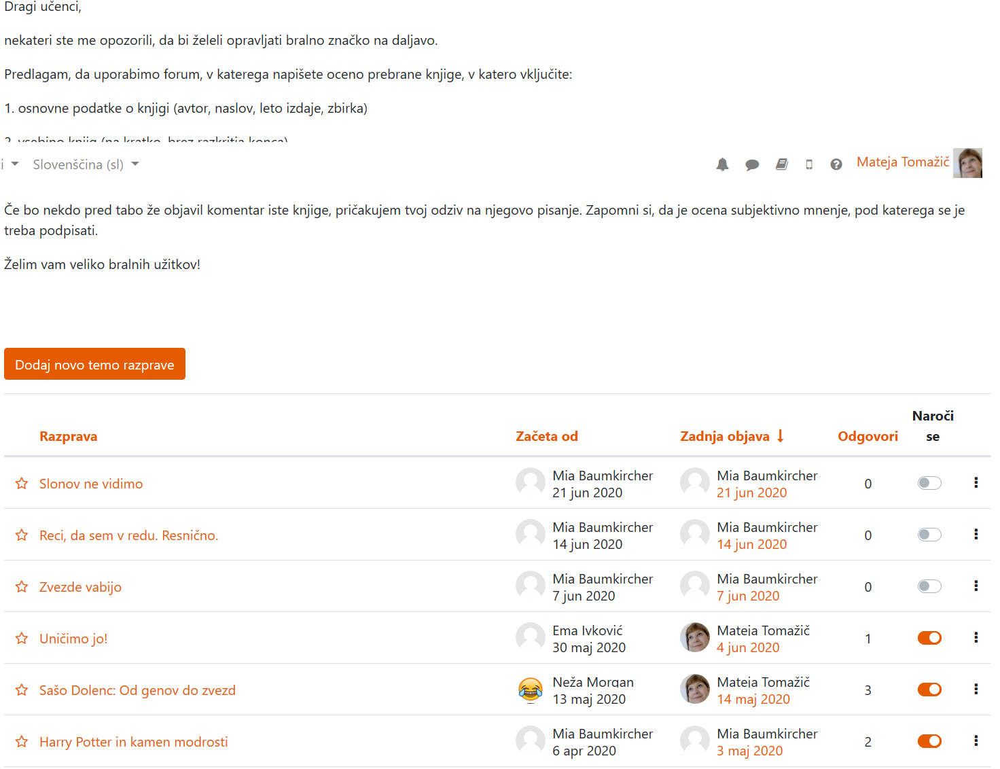 Dragi učenci,
nekateri ste me opozorili, da bi želeli opravljati bralno značko na daljavo.
Predlagam, da uporabimo forum, v katerega napišete oceno prebrane knjige, v katero vključite:
1. osnovne podatke o knjigi (avtor, naslov, leto izdaje, zbirka)
2. vsebino knjig (na kratko, brez razkritja konca)
Slovenščina (sl)
Mateja Tomažič
Če bo nekdo pred tabo že objavil komentar iste knjige, pričakujem tvoj odziv na njegovo pisanje. Zapomni si, da je ocena subjektivno mnenje, pod katerega se je
treba podpisati.
Želim vam veliko bralnih užitkov!
Dodaj novo temo razprave
Razprava Začeta od Zadnja objava ↓ Odgovori Naroči
se
Slonov ne vidimo Mia Baumkircher Mia Baumkircher 0
21 jun 2020 21 jun 2020
Reci, da sem v redu. Resnično. Mia Baumkircher Mia Baumkircher 0
14 jun 2020 14 jun 2020
Zvezde vabijo Mia Baumkircher Mia Baumkircher 0
7 jun 2020 7 jun 2020
Uničimo jo! Ema Ivković Mateja Tomažič 1
30 maj 2020 4 jun 2020
Sašo Dolenc: Od genov do zvezd Neža Morgan Mateja Tomažič 3
13 maj 2020 14 maj 2020
Harry Potter in kamen modrosti Mia Baumkircher Mia Baumkircher 2
6 apr 2020 3 maj 2020